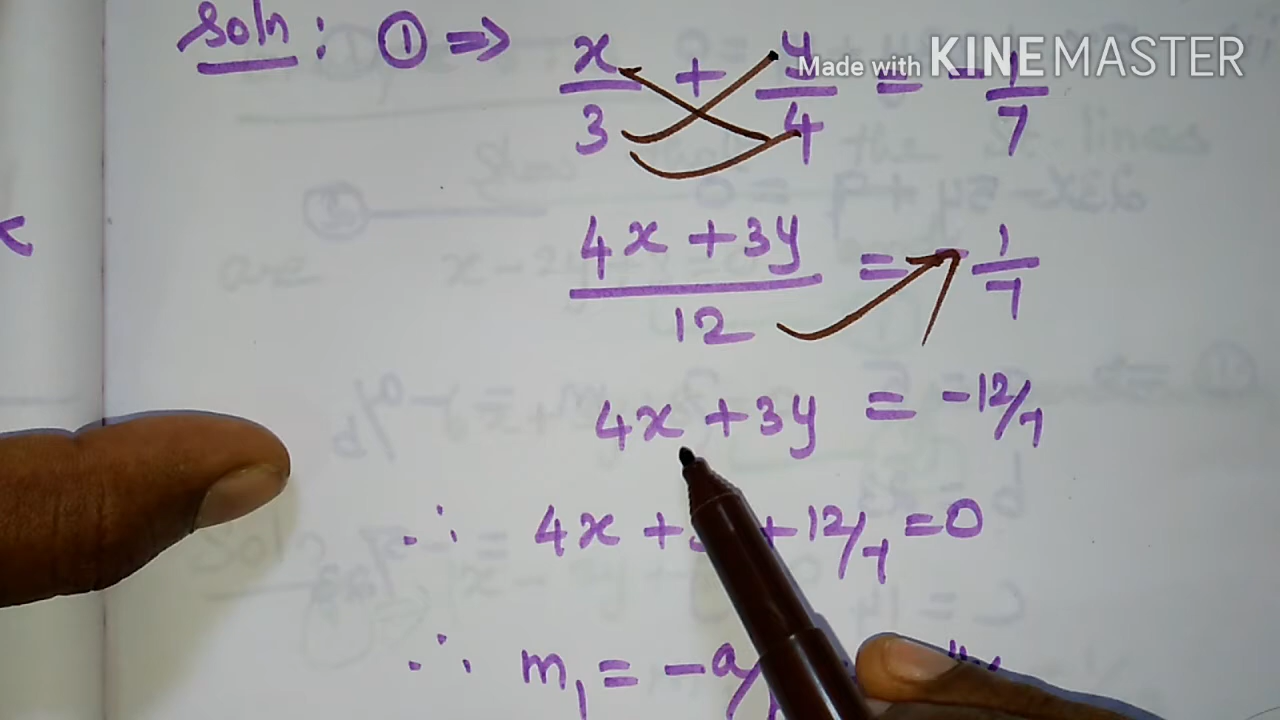 Soln : ① ⇒ x/3 + y/4 = -1/7
Made with KINEMASTER
(4x + 3y)/12 = -1/7
4x + 3y = -12/7
∴ 4x + + 12/7 = 0
∴ m₁ = -a/